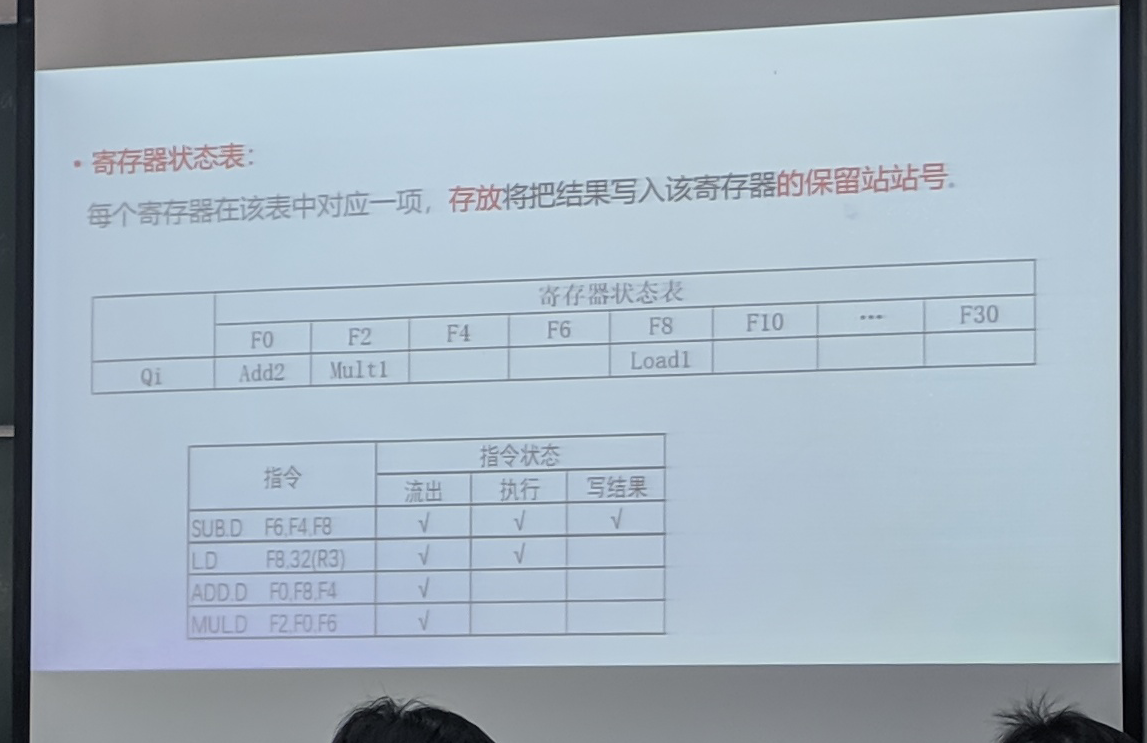 • 寄存器状态表：
每个寄存器在该表中对应一项，存放将把结果写入该寄存器的保留站站号。
寄存器状态表
F0 F2 F4 F6 F8 F10 … F30
Qi Add2 Mult1 Load1
指令 指令状态
流出 执行 写结果
SUB.D F6,F4,F8 √ √ √
L.D F8,32(R3) √ √
ADD.D F0,F8,F4 √
MUL.D F2,F0,F6 √